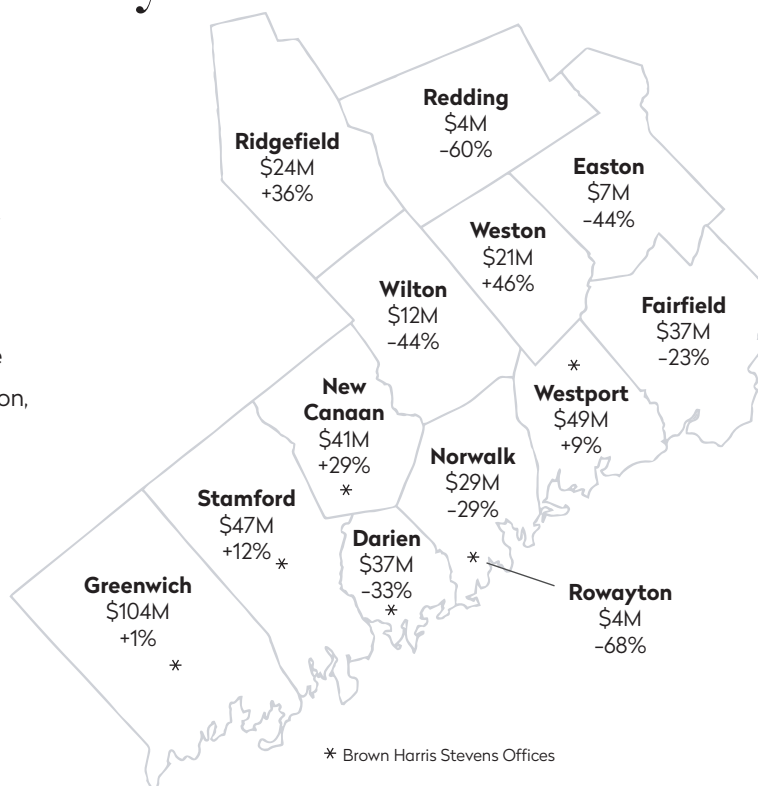 y
e
on,
Redding
$4M
-60%
Ridgefield
$24M
+36%
Easton
$7M
-44%
Weston
$21M
+46%
Wilton
$12M
-44%
Fairfield
$37M
-23%
*
Westport
$49M
+9%
New
Canaan
$41M
+29%
*
Norwalk
$29M
-29%
*
Stamford
$47M
+12% *
Darien
$37M
-33%
*
Greenwich
$104M
+1%
*
Rowayton
$4M
-68%
* Brown Harris Stevens Offices